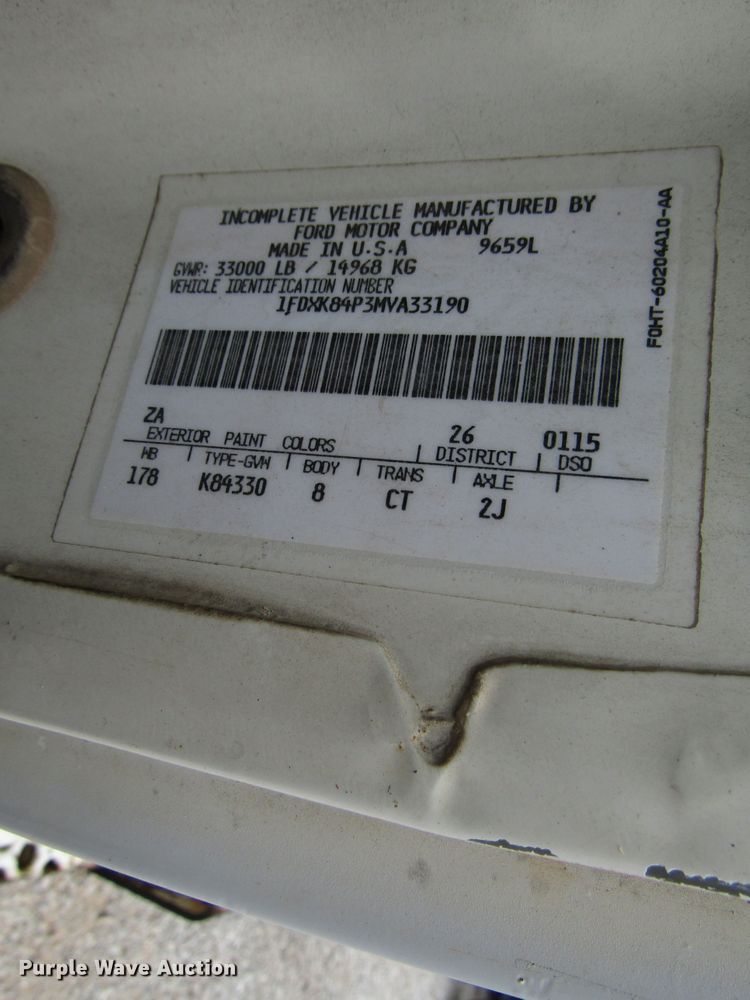 INCOMPLETE VEHICLE MANUFACTURED BY
FORD MOTOR COMPANY
MADE IN U.S.A 9659L
GVWR: 33000 LB / 14968 KG
VEHICLE IDENTIFICATION NUMBER
1FDXK84P3MVA33190
F0HT-60204A10-AA
ZA 26 0115
EXTERIOR PAINT COLORS | DISTRICT | DSO
WB | TYPE-GVW | BODY | TRANS | AXLE |
178 K84330 8 CT 2J
Purple Wave Auction